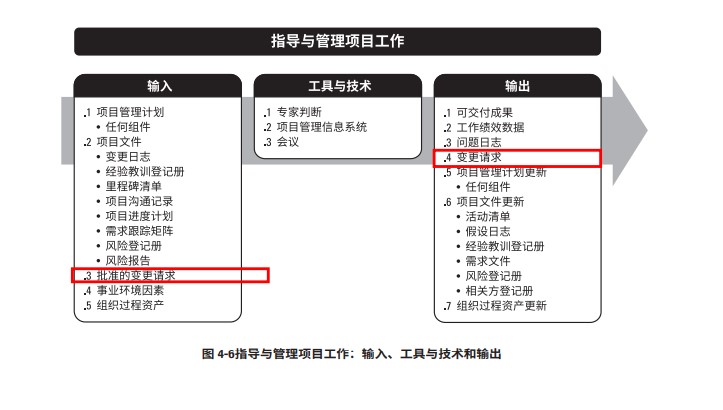 指导与管理项目工作
输入
.1 项目管理计划
• 任何组件
.2 项目文件
• 变更日志
• 经验教训登记册
• 里程碑清单
• 项目沟通记录
• 项目进度计划
• 需求跟踪矩阵
• 风险登记册
• 风险报告
.3 批准的变更请求
.4 事业环境因素
.5 组织过程资产
工具与技术
.1 专家判断
.2 项目管理信息系统
.3 会议
输出
.1 可交付成果
.2 工作绩效数据
.3 问题日志
.4 变更请求
.5 项目管理计划更新
• 任何组件
.6 项目文件更新
• 活动清单
• 假设日志
• 经验教训登记册
• 需求文件
• 风险登记册
• 相关方登记册
.7 组织过程资产更新
图 4-6指导与管理项目工作：输入、工具与技术和输出